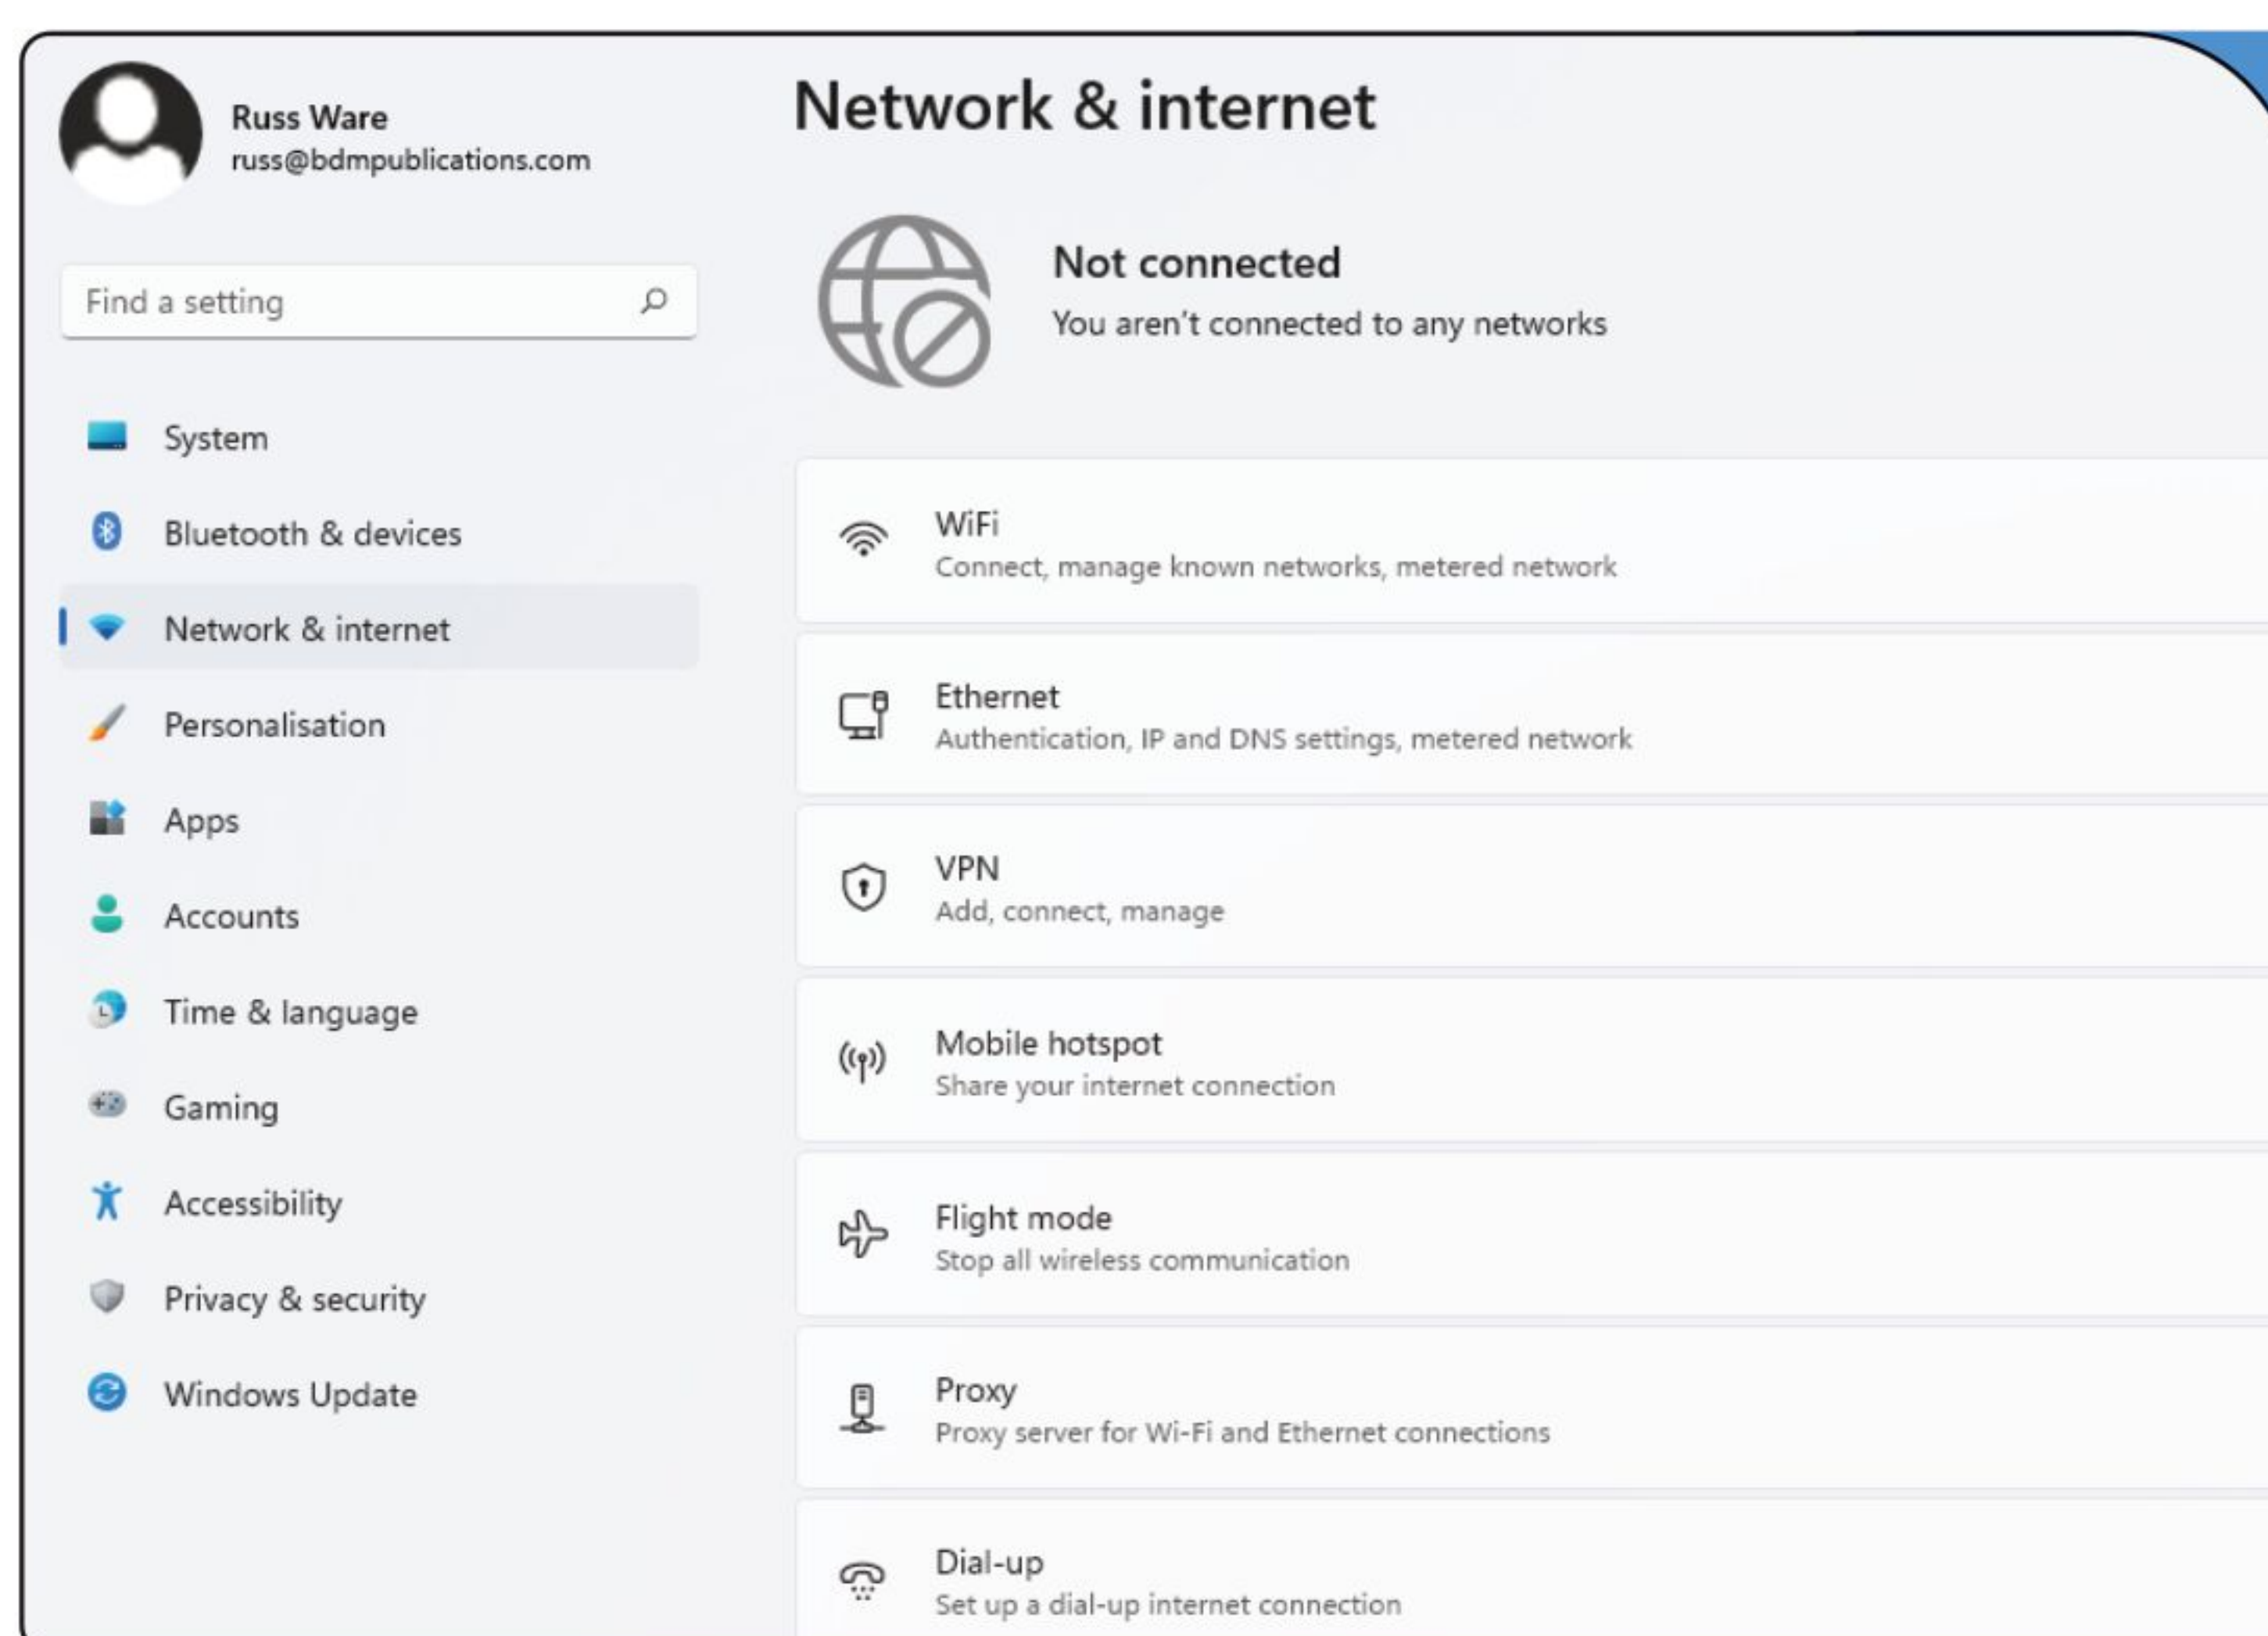 Russ Ware
russ@bdmpublications.com
Find a setting
System
Bluetooth & devices
Network & internet
Personalisation
Apps
Accounts
Time & language
Gaming
Accessibility
Privacy & security
Windows Update
Network & internet
Not connected
You aren't connected to any networks
WiFi
Connect, manage known networks, metered network
Ethernet
Authentication, IP and DNS settings, metered network
VPN
Add, connect, manage
Mobile hotspot
Share your internet connection
Flight mode
Stop all wireless communication
Proxy
Proxy server for Wi-Fi and Ethernet connections
Dial-up
Set up a dial-up internet connection